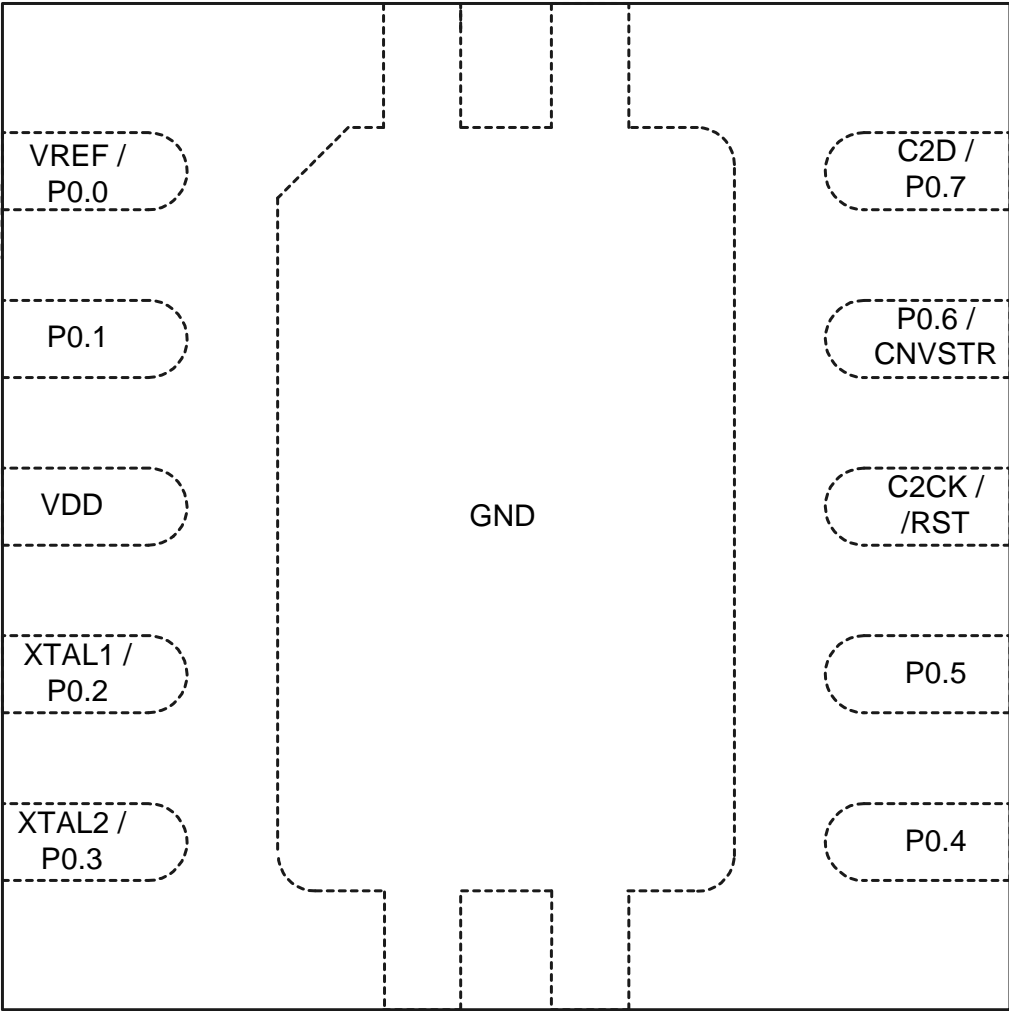 VREF /
P0.0
P0.1
VDD
XTAL1 /
P0.2
XTAL2 /
P0.3
GND
C2D /
P0.7
P0.6 /
CNVSTR
C2CK /
/RST
P0.5
P0.4